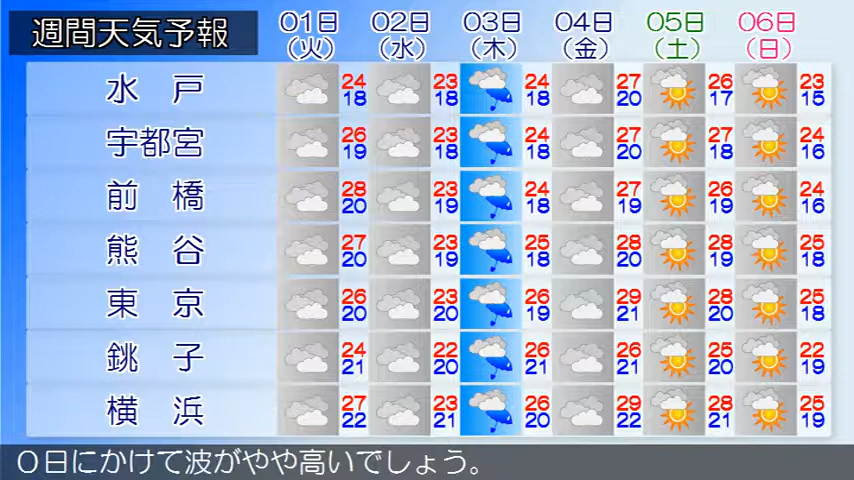 週間天気予報 01日 02日 03日 04日 05日 06日
(火) (水) (木) (金) (土) (日)
水戸 24 18 23 18 24 18 27 20 26 17 23 15
宇都宮 26 19 23 18 24 18 27 20 27 18 24 16
前橋 28 20 23 19 24 18 27 19 26 19 24 16
熊谷 27 20 23 19 25 18 28 20 28 19 25 18
東京 26 20 23 20 26 19 29 21 28 20 25 18
銚子 24 21 22 20 26 21 26 21 25 20 22 19
横浜 27 22 23 21 26 20 29 22 28 21 25 19
0日にかけて波がやや高いでしょう。